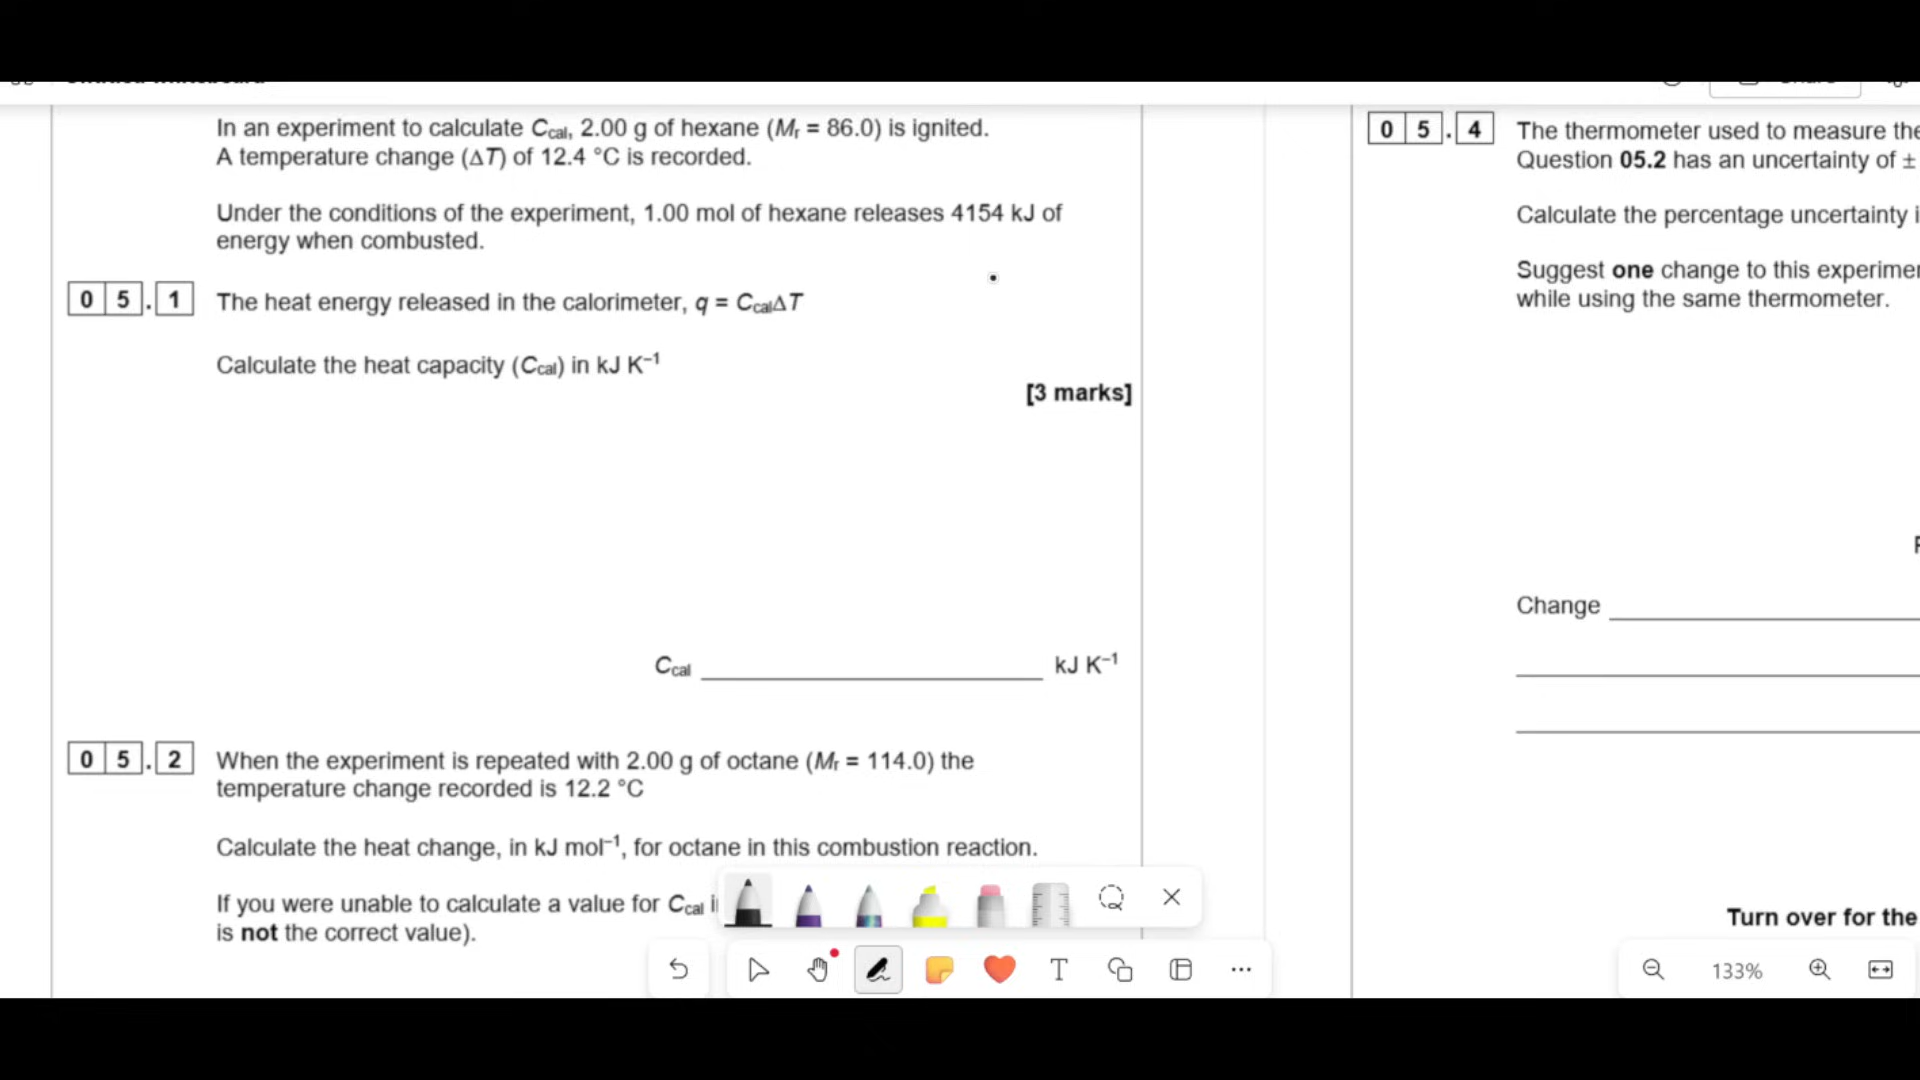 In an experiment to calculate Ccal, 2.00 g of hexane (Mr = 86.0) is ignited.
A temperature change (ΔT) of 12.4 °C is recorded.
Under the conditions of the experiment, 1.00 mol of hexane releases 4154 kJ of
energy when combusted.
0 5 . 1 The heat energy released in the calorimeter, q = CcalΔT
Calculate the heat capacity (Ccal) in kJ K⁻¹
[3 marks]
Ccal kJ K⁻¹
0 5 . 2 When the experiment is repeated with 2.00 g of octane (Mr = 114.0) the
temperature change recorded is 12.2 °C
Calculate the heat change, in kJ mol⁻¹, for octane in this combustion reaction.
If you were unable to calculate a value for Ccal
is not the correct value).
0 5 . 4 The thermometer used to measure the
Question 05.2 has an uncertainty of ±
Calculate the percentage uncertainty
Suggest one change to this
while using the same thermometer.
Change
Turn over for the
133%